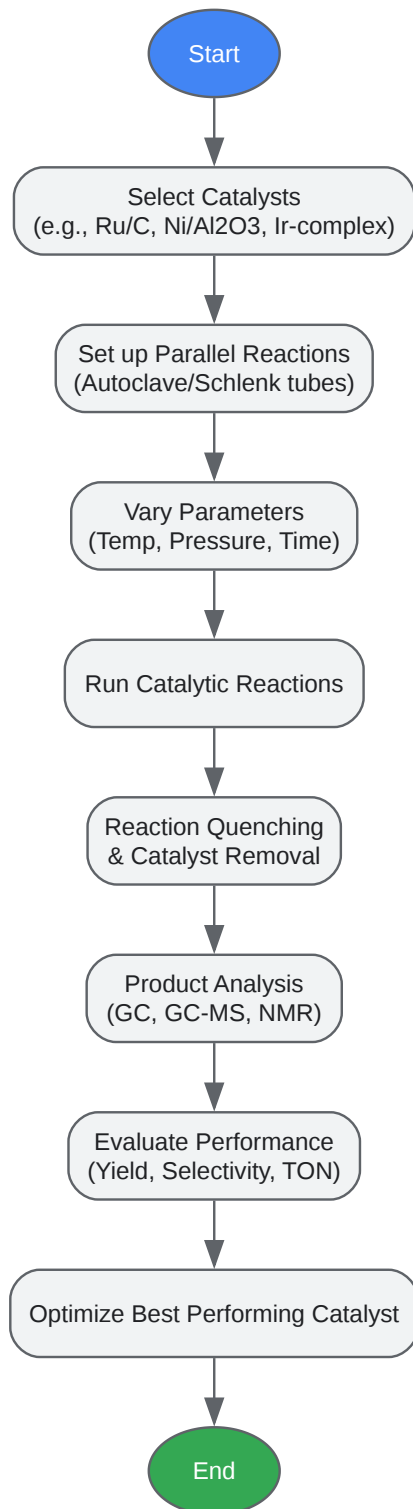 Start
Select Catalysts
(e.g., Ru/C, Ni/Al2O3, Ir-complex)
Set up Parallel Reactions
(Autoclave/Schlenk tubes)
Vary Parameters
(Temp, Pressure, Time)
Run Catalytic Reactions
Reaction Quenching
& Catalyst Removal
Product Analysis
(GC, GC-MS, NMR)
Evaluate Performance
(Yield, Selectivity, TON)
Optimize Best Performing Catalyst
End